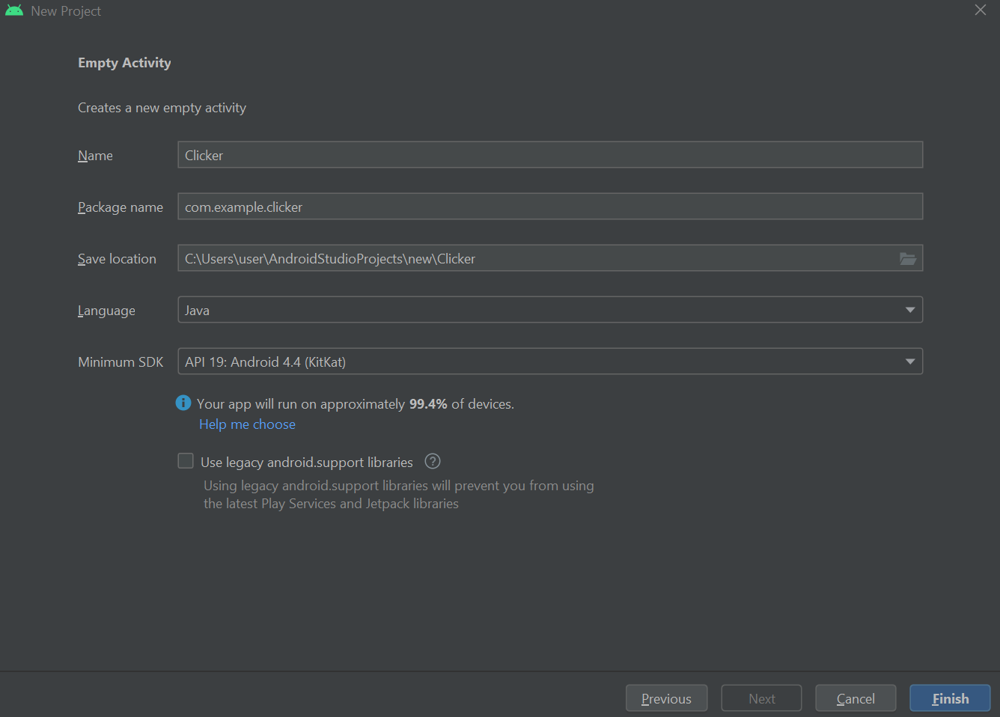 New Project
Empty Activity
Creates a new empty activity
Name Clicker
Package name com.example.clicker
Save location C:\Users\user\AndroidStudioProjects\new\Clicker
Language Java
Minimum SDK API 19: Android 4.4 (KitKat)
i Your app will run on approximately 99.4% of devices.
Help me choose
Use legacy android.support libraries ?
Using legacy android.support libraries will prevent you from using
the latest Play Services and Jetpack libraries
Previous Next Cancel Finish